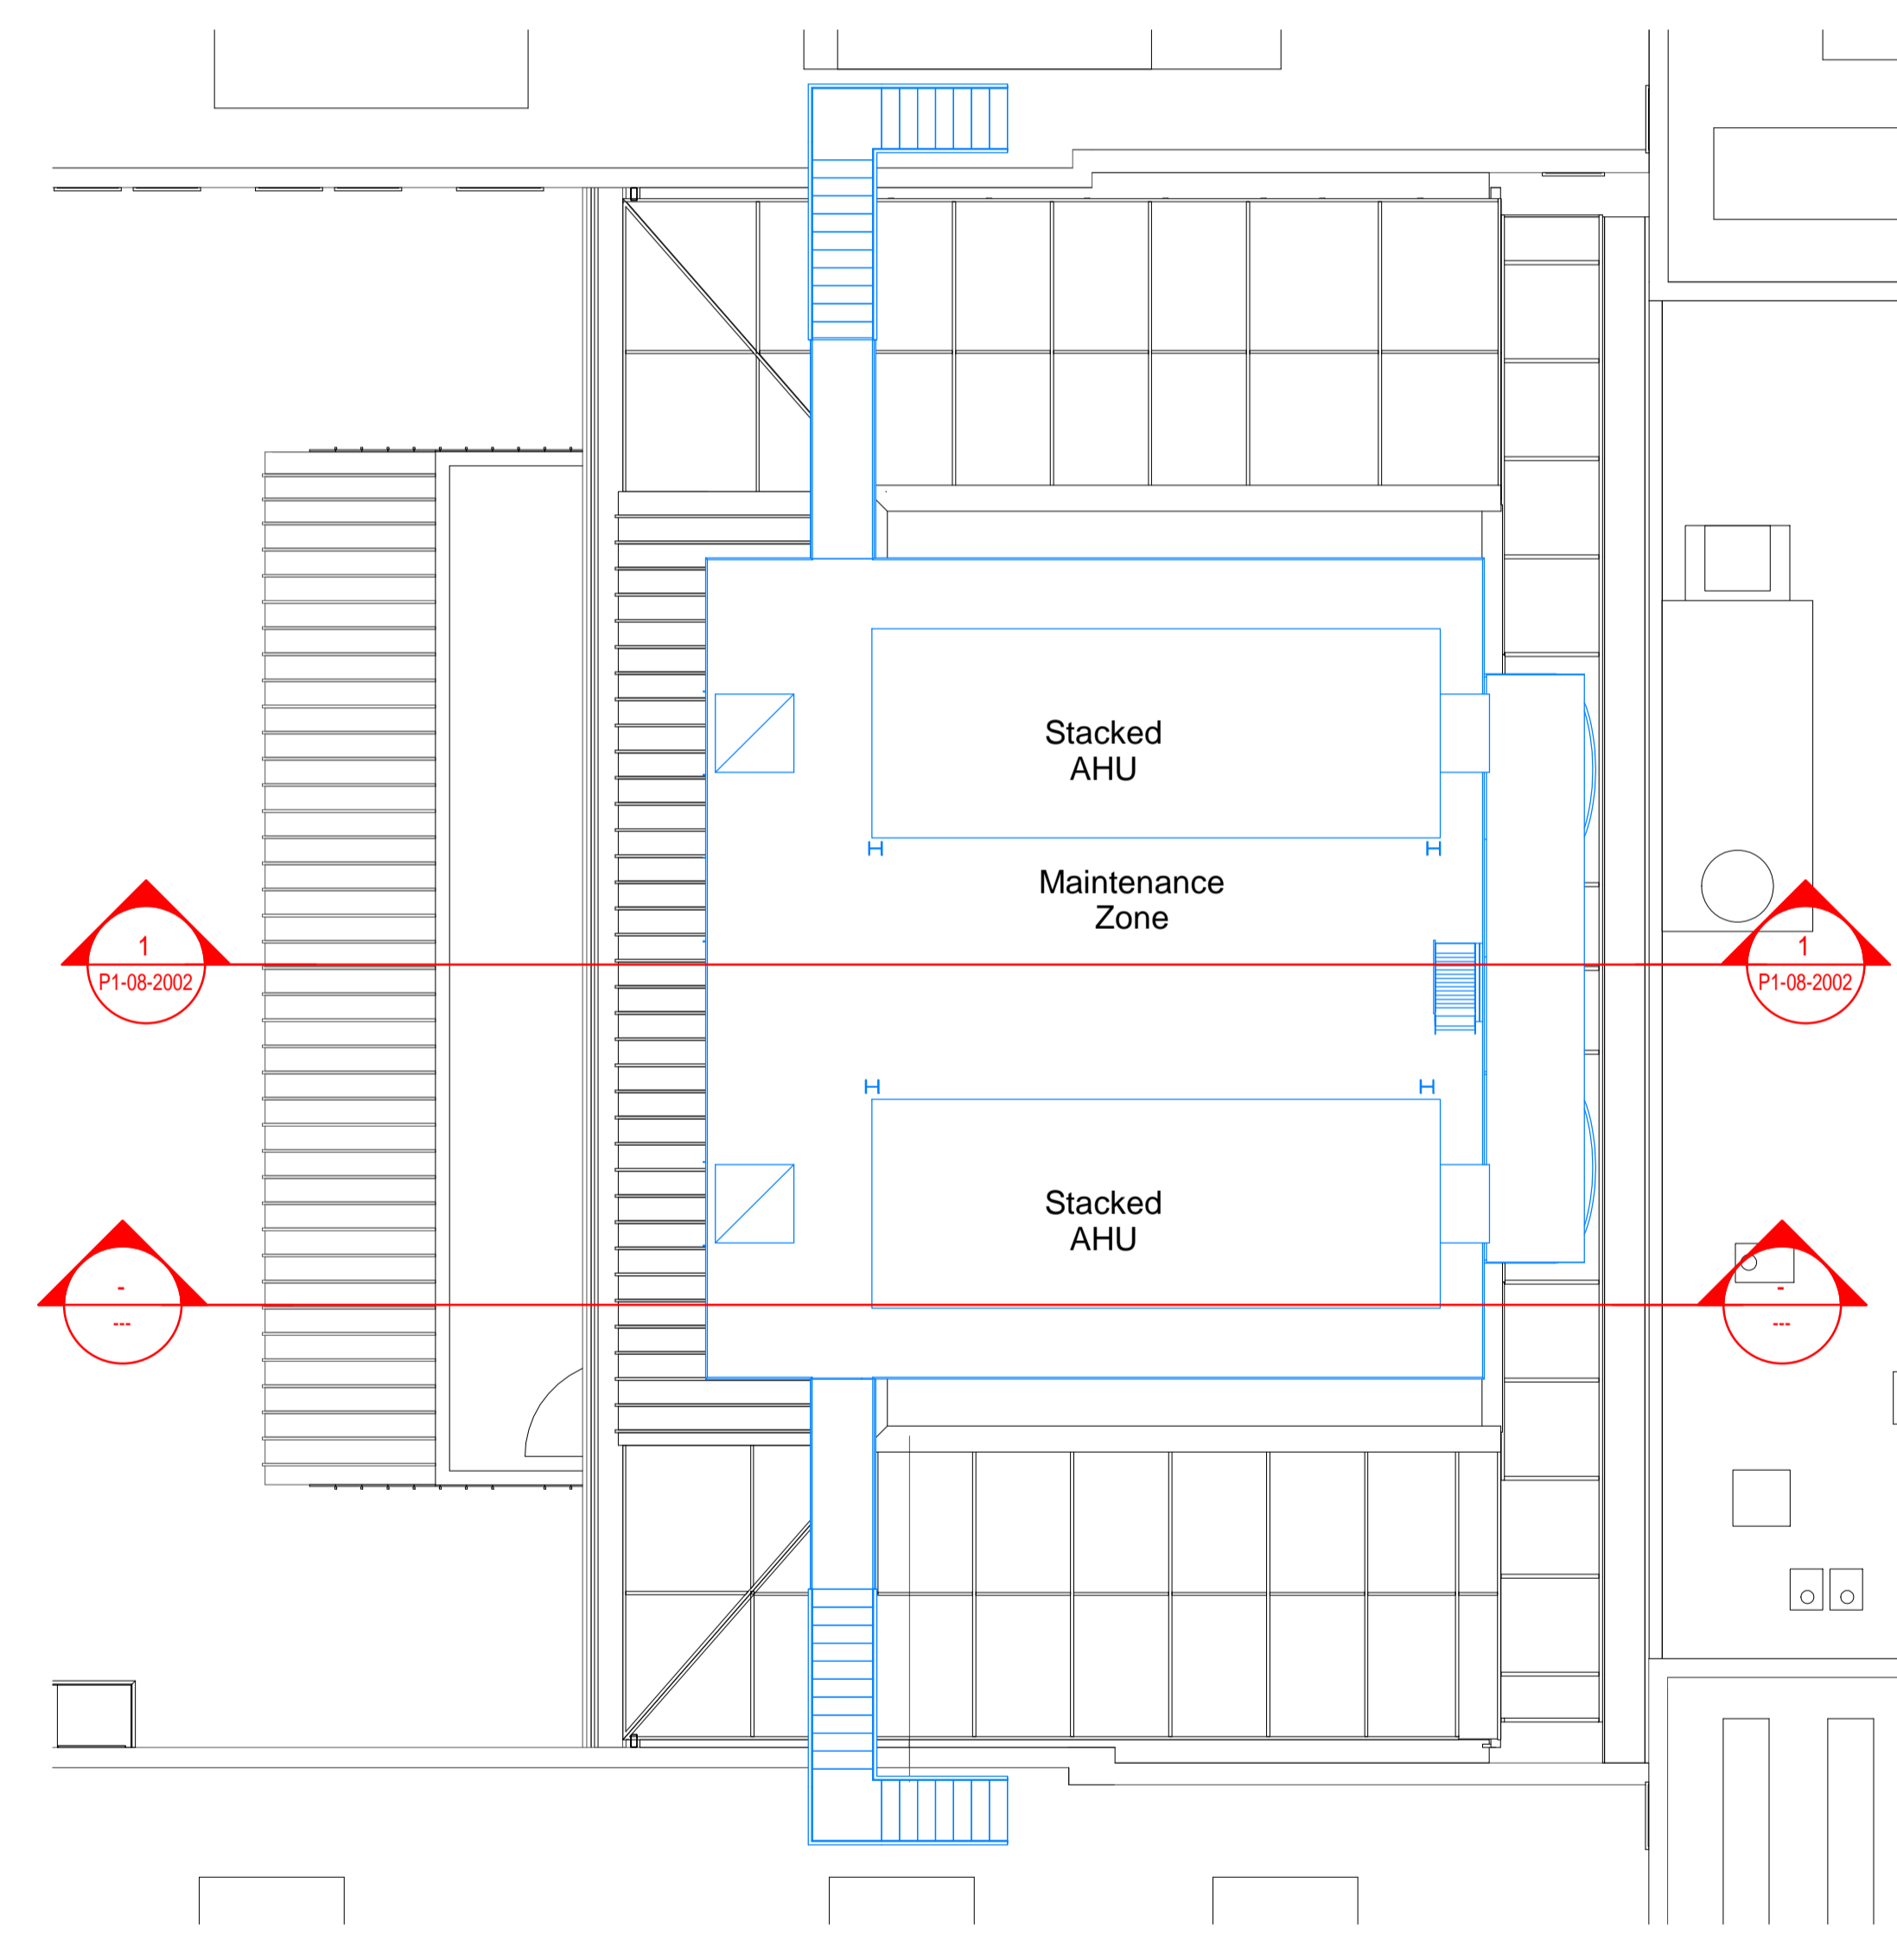 Stacked
AHU
Maintenance
Zone
1
P1-08-2002
1
P1-08-2002
Stacked
AHU
-
---
-
---